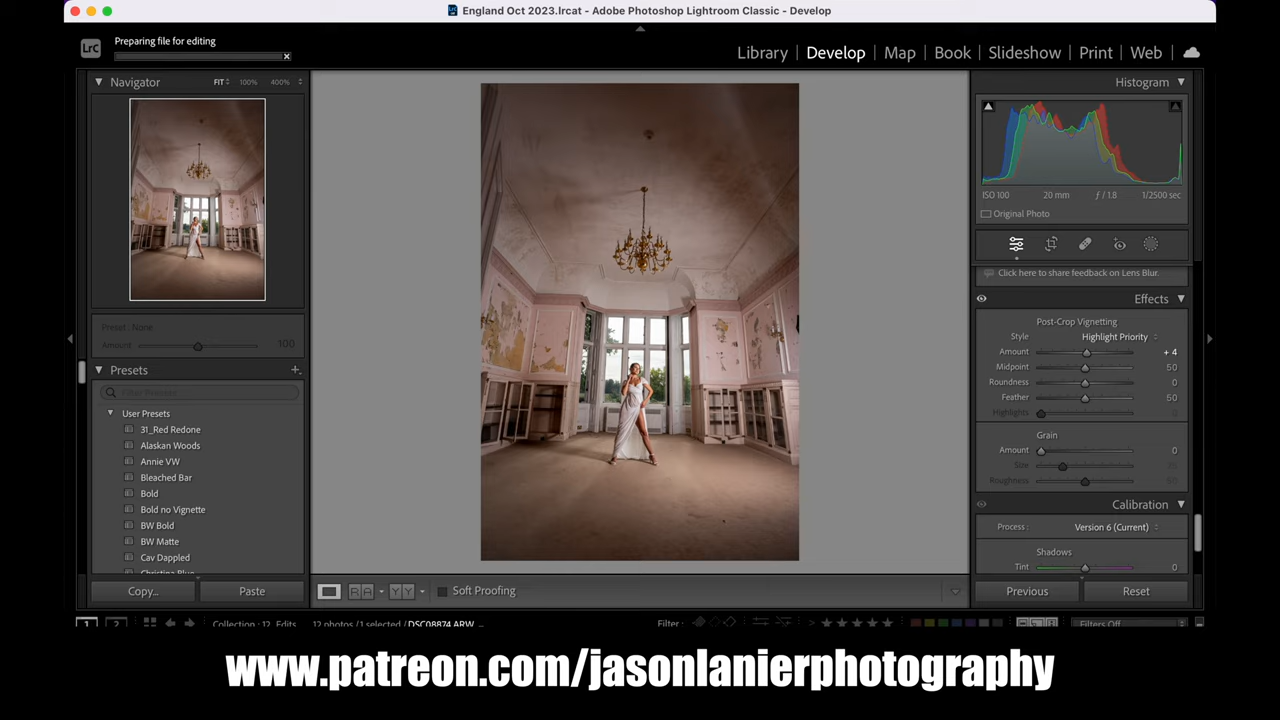 England Oct 2023.lrcat - Adobe Photoshop Lightroom Classic - Develop
LrC
Preparing file for editing
Library | Develop | Map | Book | Slideshow | Print | Web
Navigator FIT 100% 400%
Preset: None
Amount 100
Presets
User Presets
31_Red Redone
Alaskan Woods
Annie VW
Bleached Bar
Bold
Bold no Vignette
BW Bold
BW Matte
Cav Dappled
Copy...
Paste
Soft Proofing
Histogram
ISO 100 20 mm ƒ / 1.8 1/2500 sec
Original Photo
Click here to share feedback on Lens Blur.
Effects
Post-Crop Vignetting
Style Highlight Priority
Amount + 4
Midpoint 50
Roundness 0
Feather 50
Highlights 0
Grain
Amount 0
Size
Roughness 50
Calibration
Process: Version 6 (Current)
Shadows
Tint 0
Previous
Reset
1 2 Collection : 12 Edits 12 photos /1 selected / DSC08874.ARW
Filter : Filters Off
www.patreon.com/jasonlanierphotography